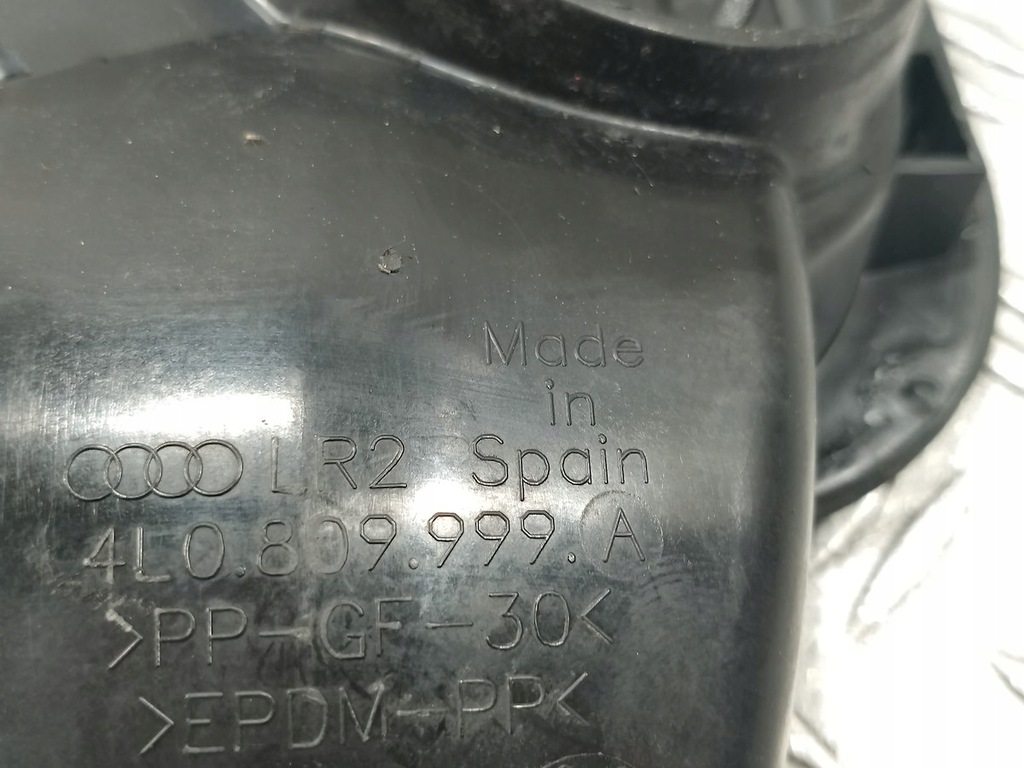 Made
in
LR2 Spain
4L0.809.999.A
>PP-GF-30<
>EPDM-PP<